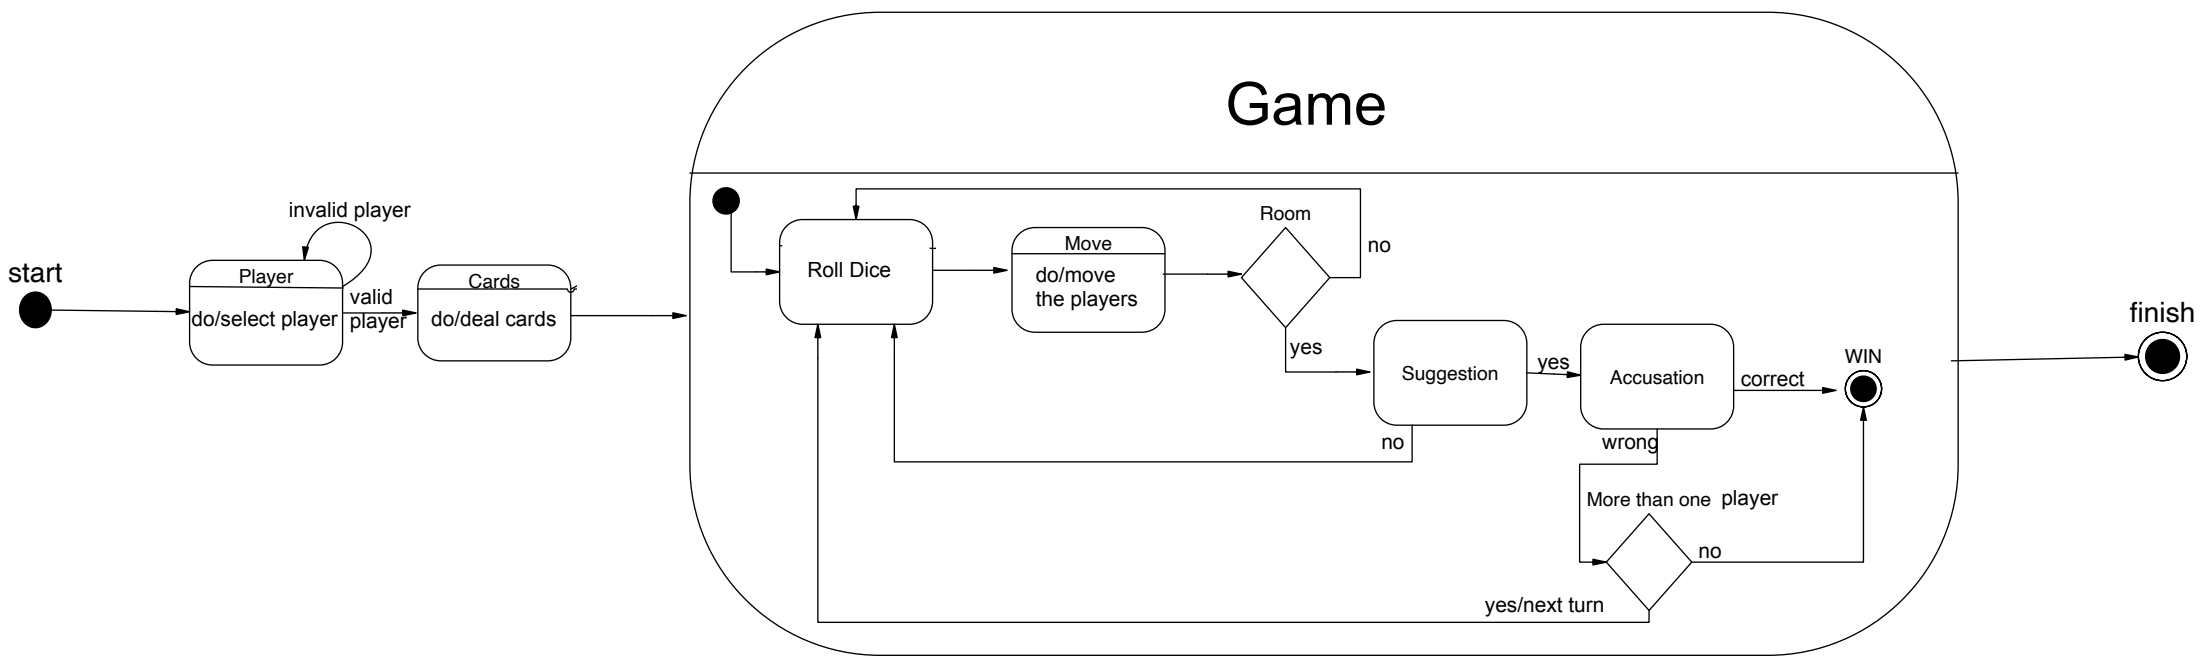 Game
start
invalid player
Player
do/select player
valid
player
Cards
do/deal cards
Roll Dice
Move
do/move
the players
Room
no
yes
Suggestion
no
yes
Accusation
correct
WIN
wrong
More than one player
no
yes/next turn
finish